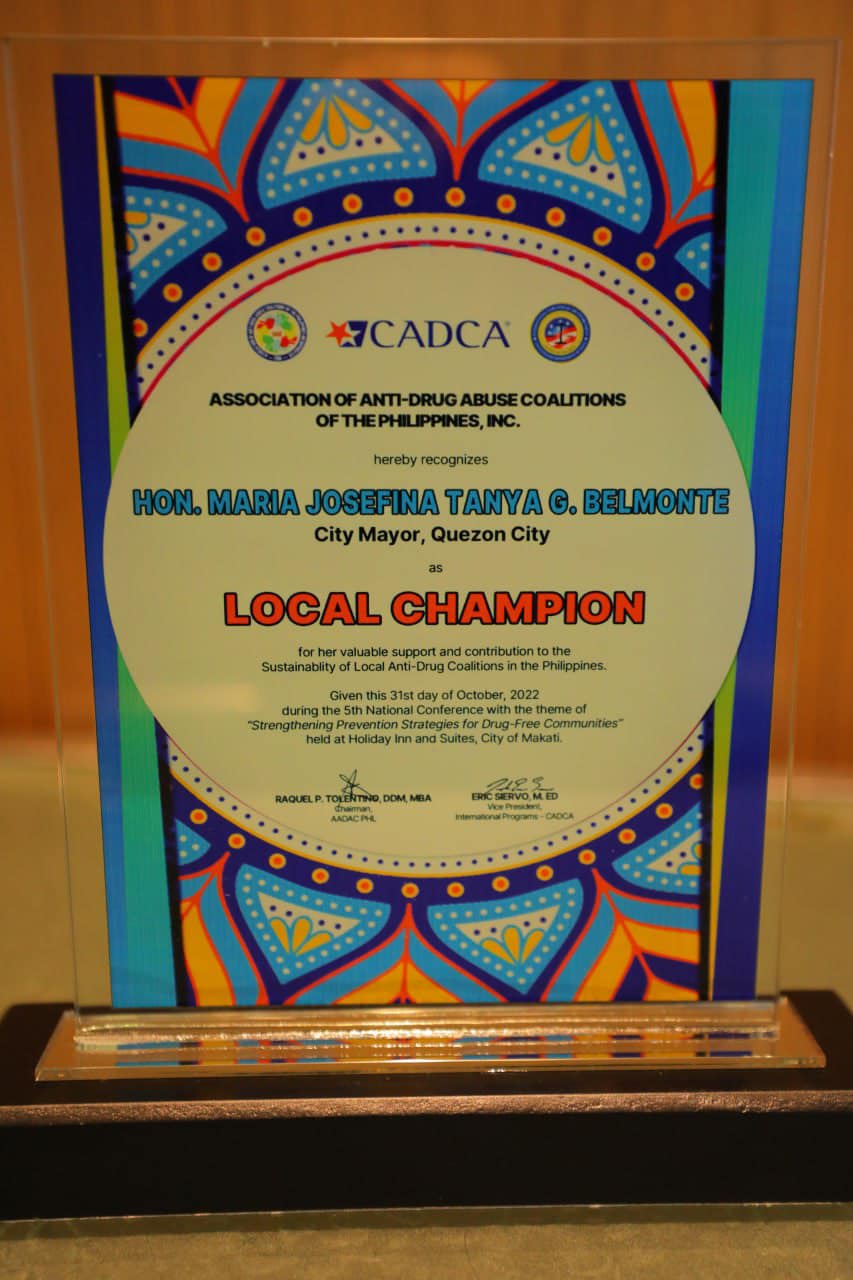 CADCA
ASSOCIATION OF ANTI-DRUG ABUSE COALITIONS
OF THE PHILIPPINES, INC.
hereby recognizes
HON. MARIA JOSEFINA TANYA G. BELMONTE
City Mayor, Quezon City
as
LOCAL CHAMPION
for her valuable support and contribution to the
Sustainablity of Local Anti-Drug Coalitions in the Philippines.
Given this 31st day of October, 2022
during the 5th National Conference with the theme of
"Strengthening Prevention Strategies for Drug-Free Communities"
held at Holiday Inn and Suites, City of Makati.
RAQUEL P. TOLENTINO, DDM, MBA
Chairman,
AADAC PHL
ERIC SIERVO, M. ED
Vice President,
International Programs - CADCA